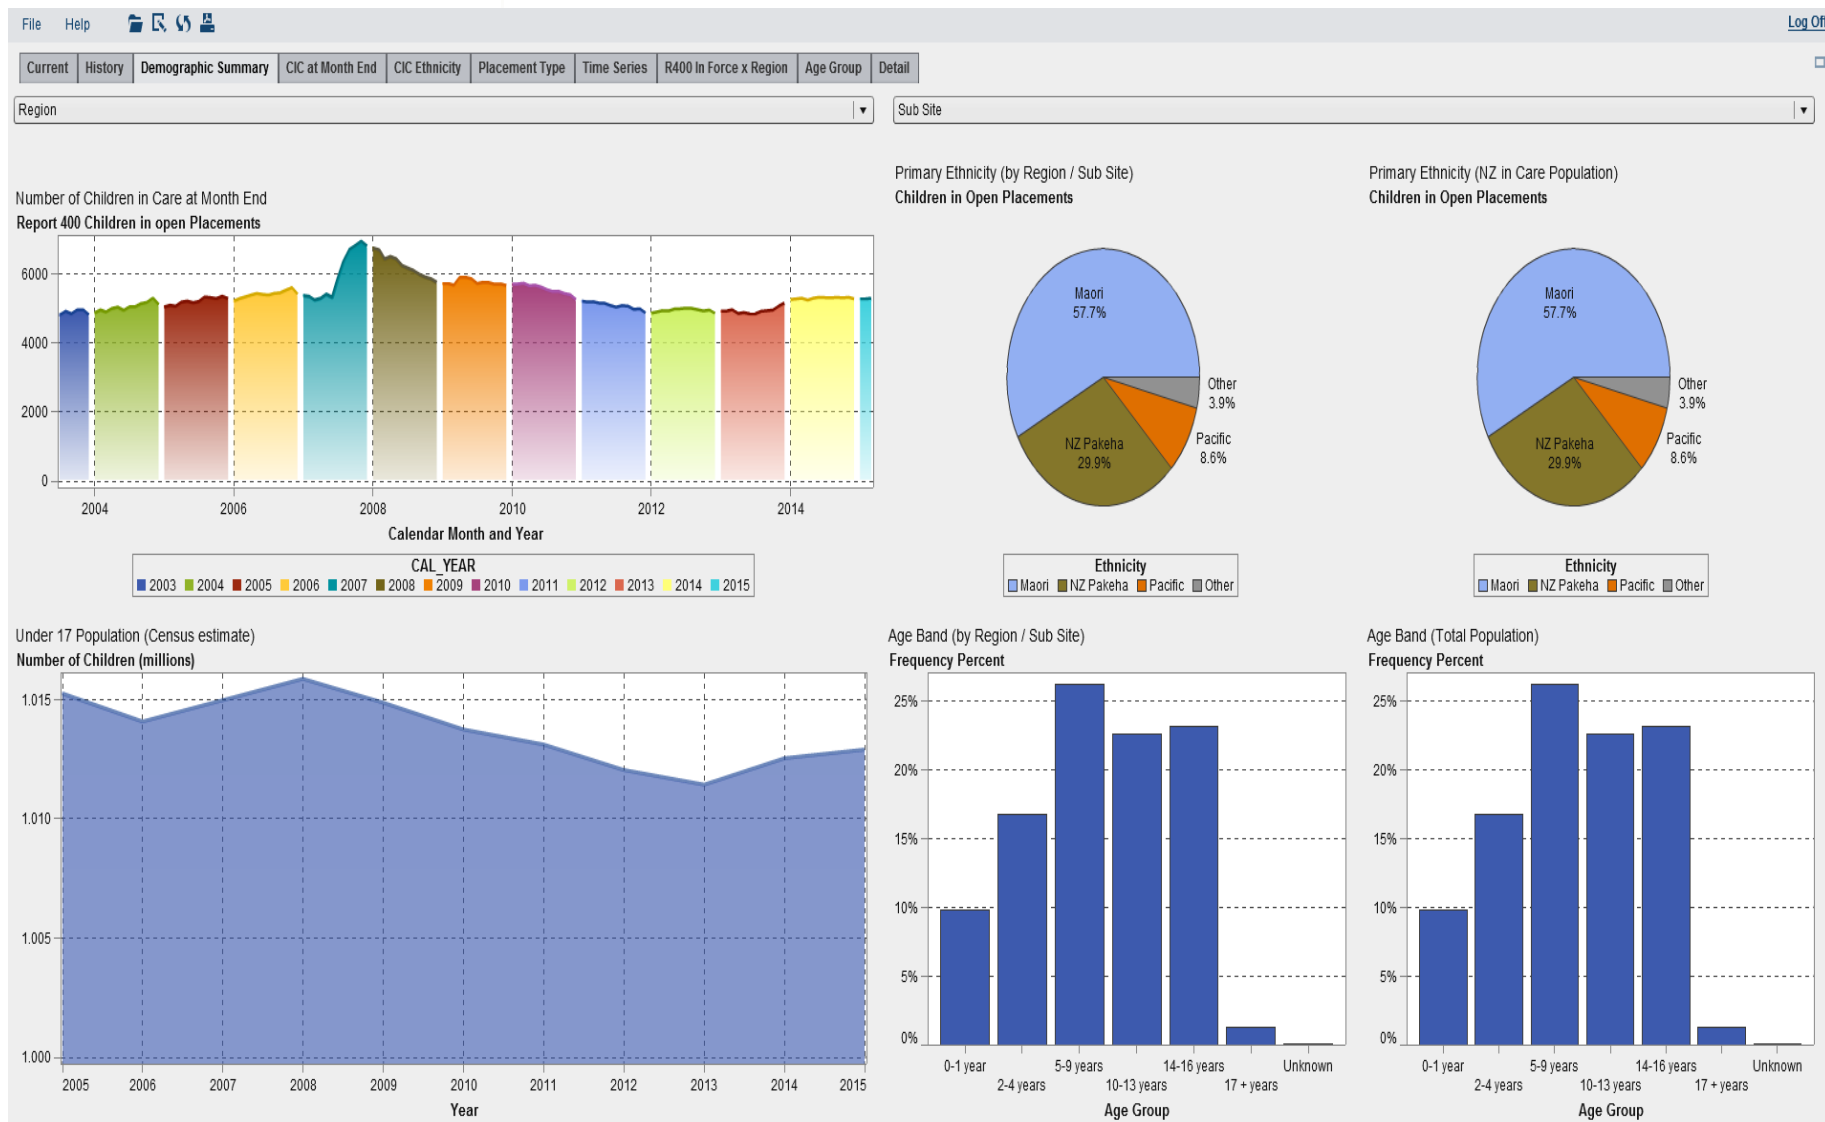 File Help
Log Off
Current History Demographic Summary CIC at Month End CIC Ethnicity Placement Type Time Series R400 In Force x Region Age Group Detail
Region
Sub Site
Number of Children in Care at Month End
Report 400 Children in open Placements
6000
4000
2000
0
2004 2006 2008 2010 2012 2014
Calendar Month and Year
CAL_YEAR
2003 2004 2005 2006 2007 2008 2009 2010 2011 2012 2013 2014 2015
Primary Ethnicity (by Region / Sub Site)
Children in Open Placements
Maori
57.7%
Other
3.9%
NZ Pakeha
29.9%
Pacific
8.6%
Ethnicity
Maori NZ Pakeha Pacific Other
Primary Ethnicity (NZ in Care Population)
Children in Open Placements
Maori
57.7%
Other
3.9%
NZ Pakeha
29.9%
Pacific
8.6%
Ethnicity
Maori NZ Pakeha Pacific Other
Under 17 Population (Census estimate)
Number of Children (millions)
1.015
1.010
1.005
1.000
2005 2006 2007 2008 2009 2010 2011 2012 2013 2014 2015
Year
Age Band (by Region / Sub Site)
Frequency Percent
25%
20%
15%
10%
5%
0%
0-1 year 5-9 years 14-16 years Unknown
2-4 years 10-13 years 17 + years
Age Group
Age Band (Total Population)
Frequency Percent
25%
20%
15%
10%
5%
0%
0-1 year 5-9 years 14-16 years Unknown
2-4 years 10-13 years 17 + years
Age Group